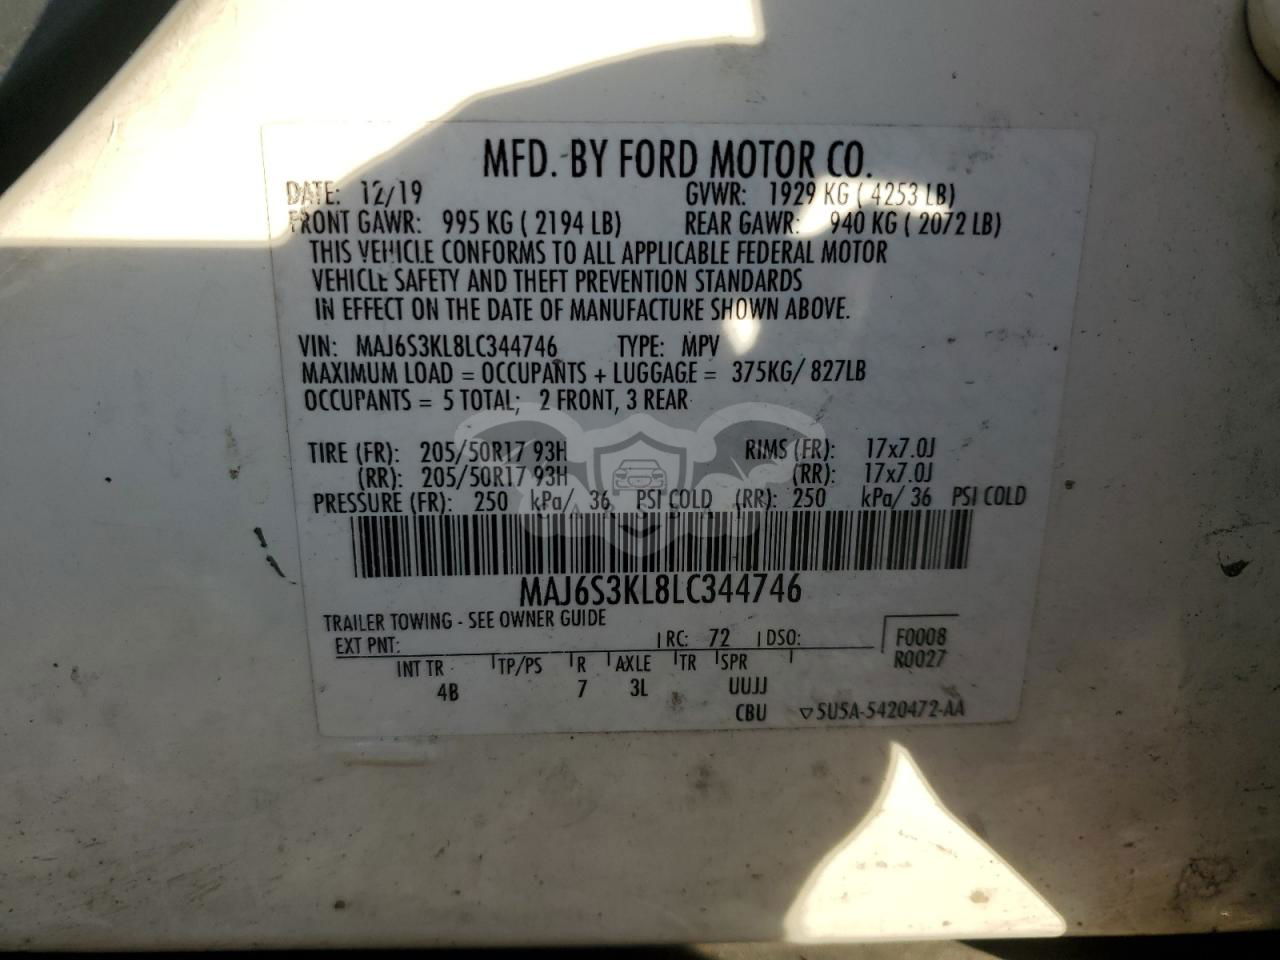 MFD. BY FORD MOTOR CO.
DATE: 12/19 GVWR: 1929 KG ( 4253 LB)
FRONT GAWR: 995 KG ( 2194 LB) REAR GAWR: 940 KG ( 2072 LB)
THIS VEHICLE CONFORMS TO ALL APPLICABLE FEDERAL MOTOR
VEHICLE SAFETY AND THEFT PREVENTION STANDARDS
IN EFFECT ON THE DATE OF MANUFACTURE SHOWN ABOVE.
VIN: MAJ6S3KL8LC344746 TYPE: MPV
MAXIMUM LOAD = OCCUPANTS + LUGGAGE = 375KG/ 827LB
OCCUPANTS = 5 TOTAL; 2 FRONT, 3 REAR
TIRE (FR): 205/50R17 93H RIMS (FR): 17x7.0J
(RR): 205/50R17 93H (RR): 17x7.0J
PRESSURE (FR): 250 kPa/ 36 PSI COLD (RR): 250 kPa/ 36 PSI COLD
MAJ6S3KL8LC344746
TRAILER TOWING - SEE OWNER GUIDE
EXT PNT: RC: 72 DSO: F0008
INT TR TP/PS R AXLE TR SPR R0027
4B 7 3L UUJJ
CBU ▽5U5A-5420472-AA